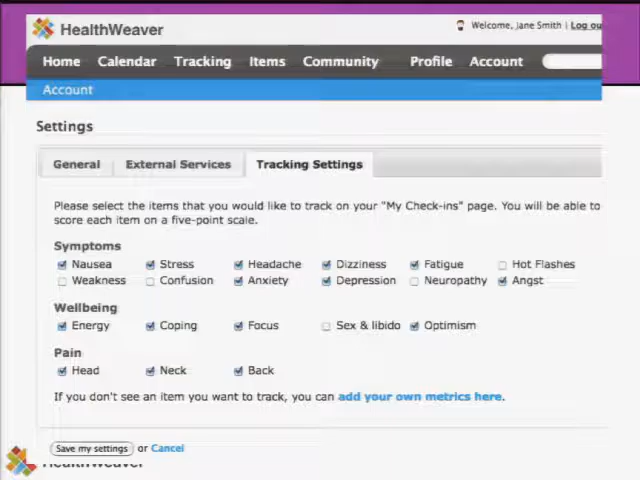 HealthWeaver
Welcome, Jane Smith | Log ou
Home Calendar Tracking Items Community Profile Account
Account
Settings
General External Services Tracking Settings
Please select the items that you would like to track on your "My Check-ins" page. You will be able to
score each item on a five-point scale.
Symptoms
Nausea Stress Headache Dizziness Fatigue Hot Flashes
Weakness Confusion Anxiety Depression Neuropathy Angst
Wellbeing
Energy Coping Focus Sex & libido Optimism
Pain
Head Neck Back
If you don't see an item you want to track, you can add your own metrics here.
Save my settings or Cancel
HealthWeaver